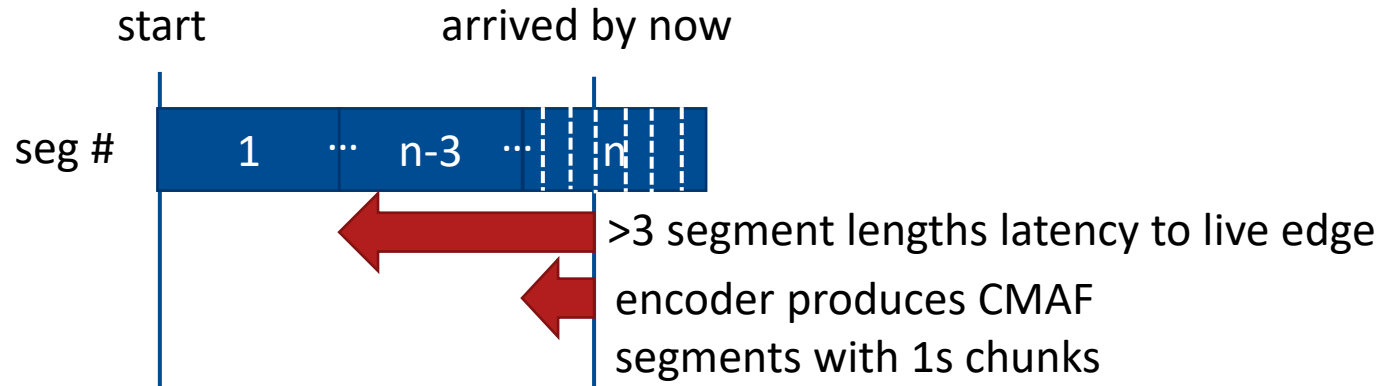 start arrived by now
seg # 1 ... n-3 ... n
>3 segment lengths latency to live edge
encoder produces CMAF
segments with 1s chunks